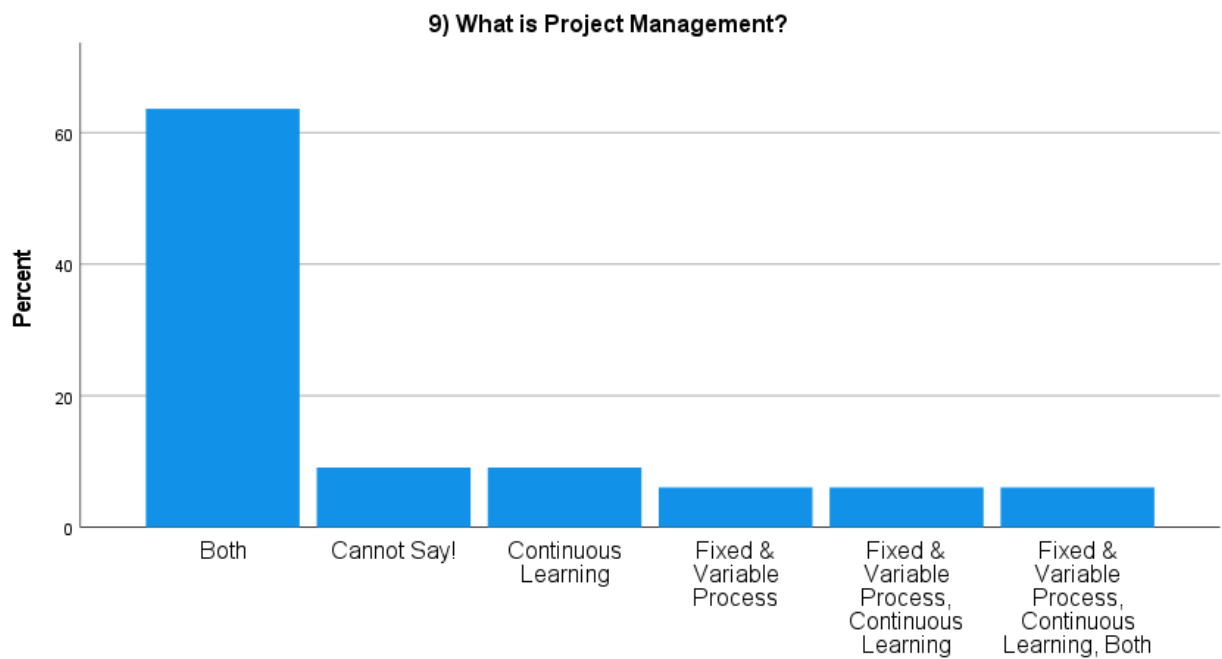 9) What is Project Management?
Percent
60
40
20
0
Both
Cannot Say!
Continuous
Learning
Fixed &
Variable
Process
Fixed &
Variable
Process,
Continuous
Learning
Fixed &
Variable
Process,
Continuous
Learning, Both